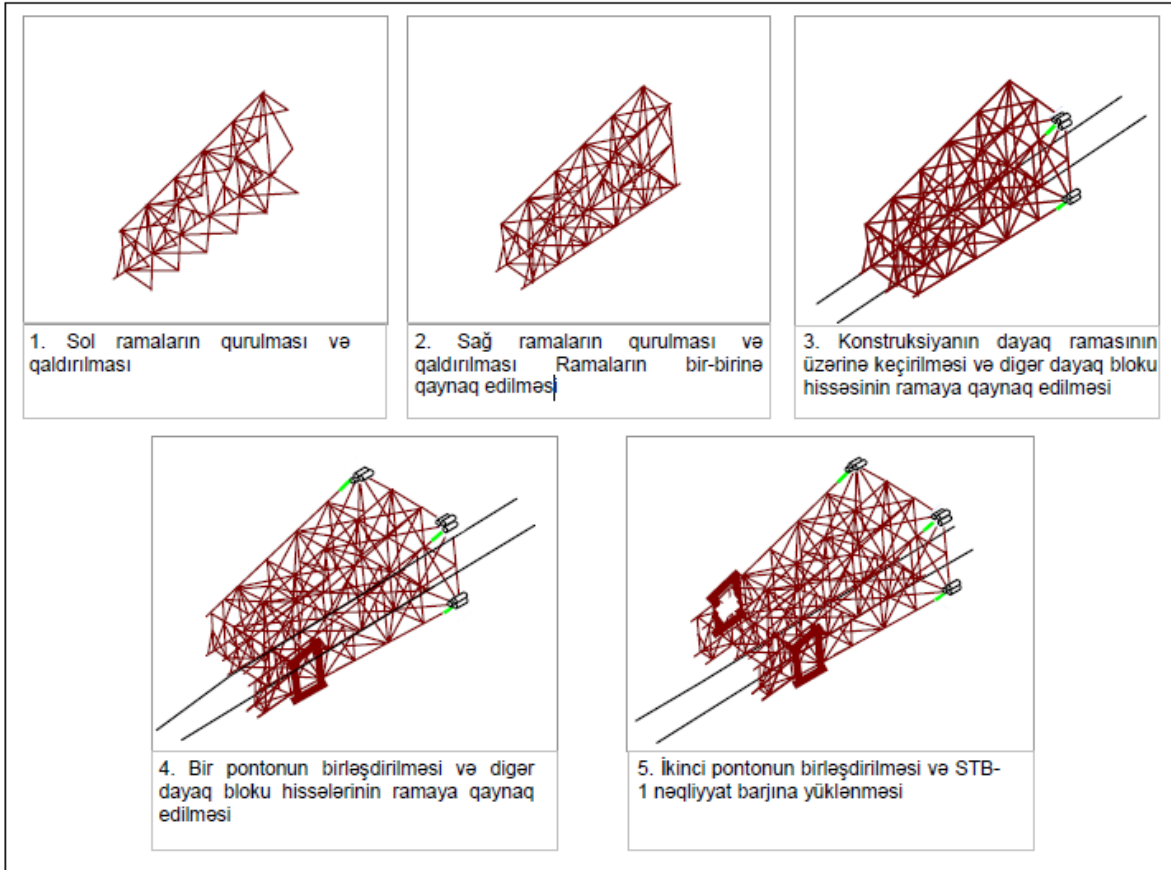 1. Sol ramaların qurulması və
qaldırılması
2. Sağ ramaların qurulması və
qaldırılması Ramaların bir-birinə
qaynaq edilməsi
3. Konstruksiyanın dayaq ramasının
üzərinə keçirilməsi və digər dayaq bloku
hissəsinin ramaya qaynaq edilməsi
4. Bir pontonun birləşdirilməsi və digər
dayaq bloku hissələrinin ramaya qaynaq
edilməsi
5. İkinci pontonun birləşdirilməsi və STB-
1 nəqliyyat barjına yüklənməsi